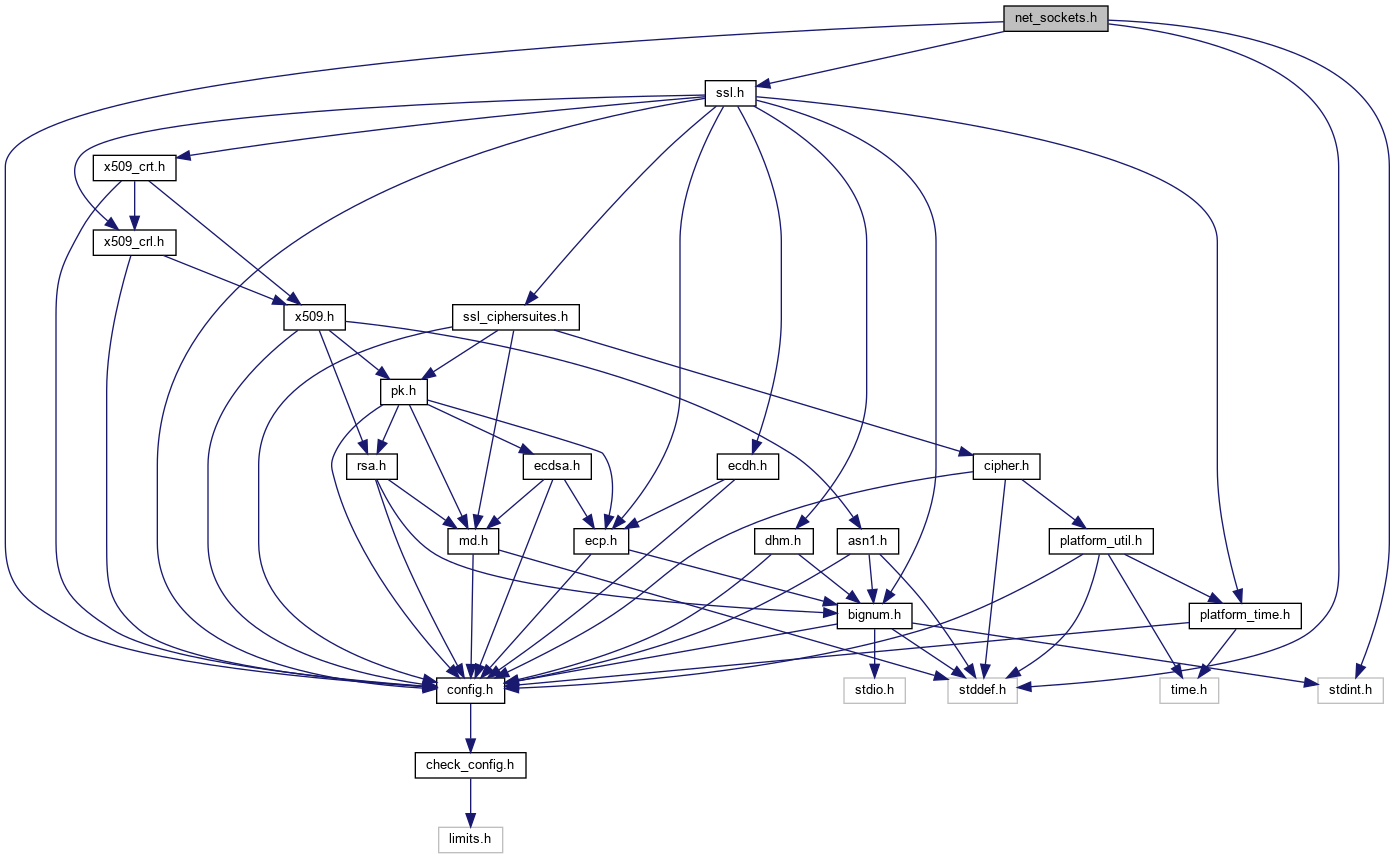 net_sockets.h
ssl.h
x509_crt.h
x509_crl.h
x509.h
ssl_ciphersuites.h
pk.h
rsa.h
ecdsa.h
ecdh.h
cipher.h
md.h
ecp.h
dhm.h
asn1.h
platform_util.h
bignum.h
platform_time.h
config.h
stdio.h
stddef.h
time.h
stdint.h
check_config.h
limits.h